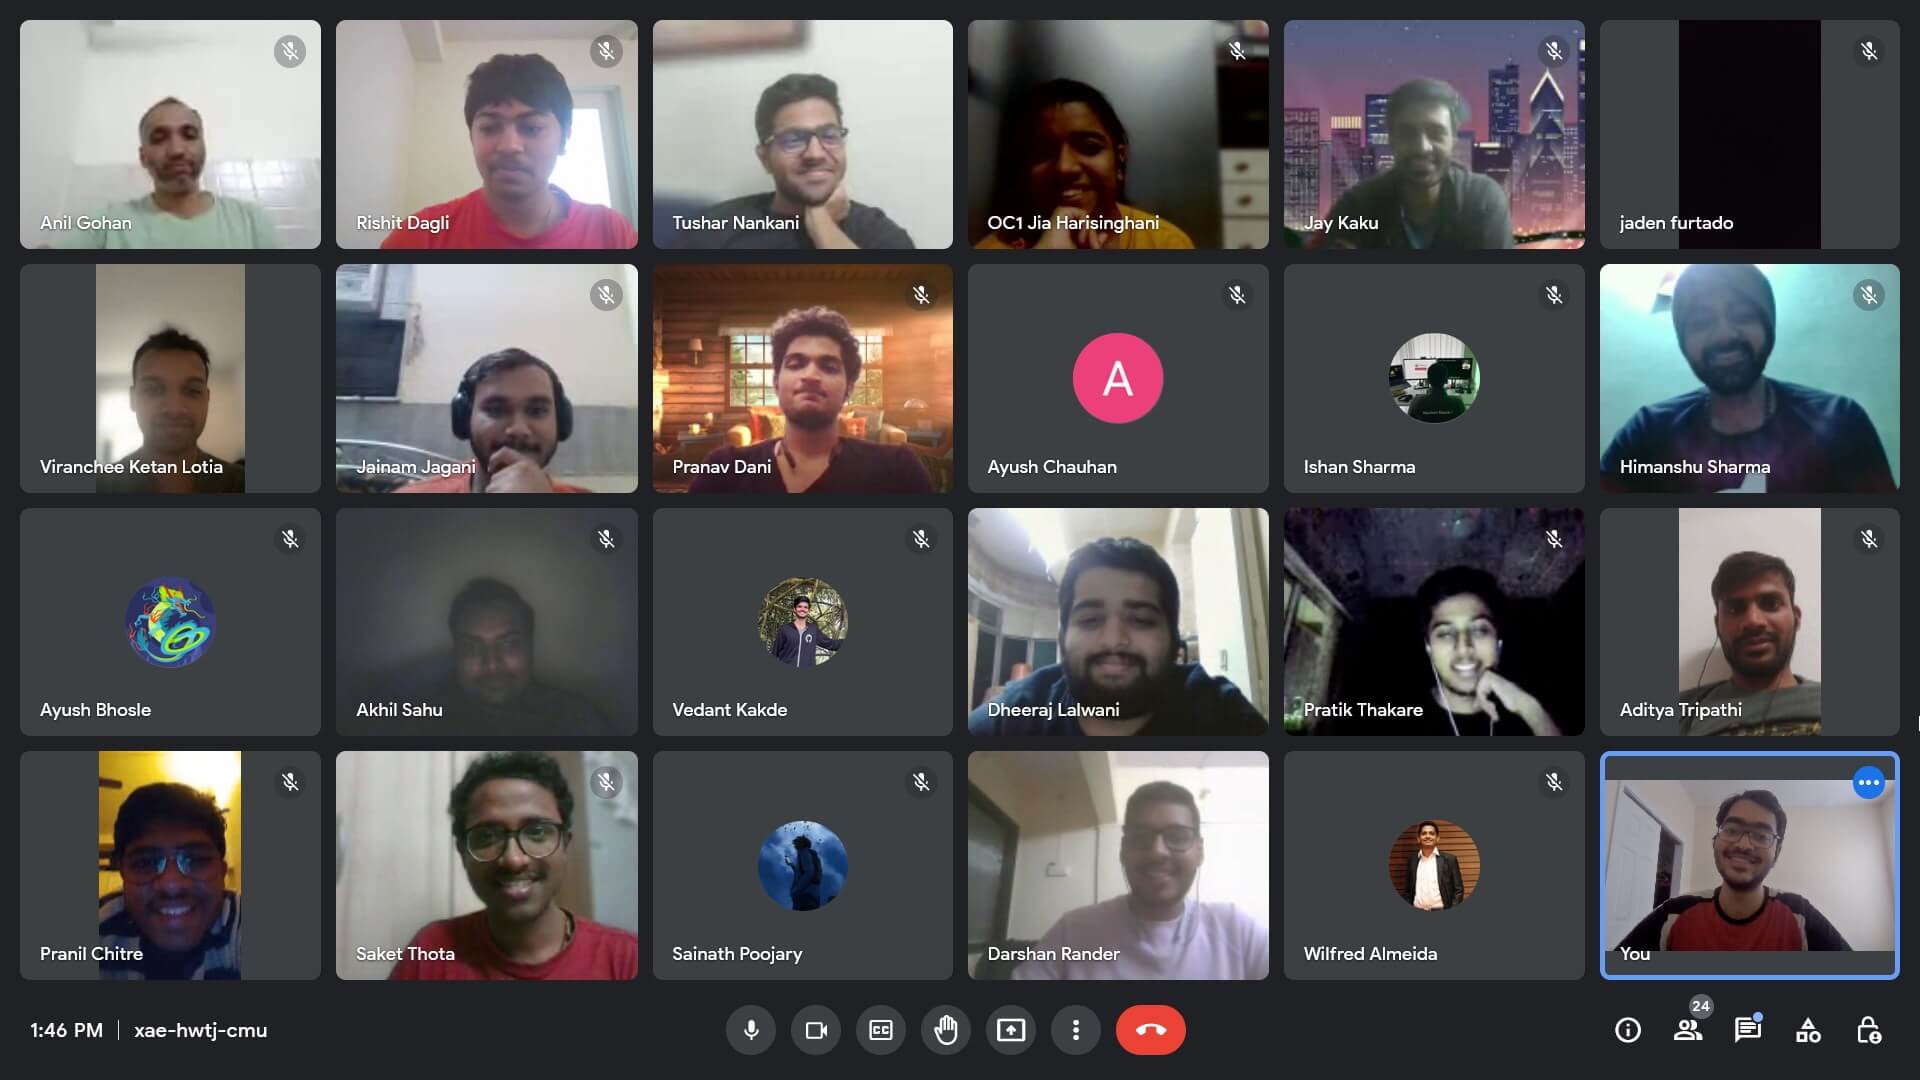 Anil Gohan
Rishit Dagli
Tushar Nankani
OC1 Jia Harisinghani
Jay Kaku
jaden furtado
Viranchee Ketan Lotia
Jainam Jagani
Pranav Dani
A
Ayush Chauhan
Ishan Sharma
Himanshu Sharma
Ayush Bhosle
Akhil Sahu
Vedant Kakde
Dheeraj Lalwani
Pratik Thakare
Aditya Tripathi
Pranil Chitre
Saket Thota
Sainath Poojary
Darshan Rander
Wilfred Almeida
You
1:46 PM | xae-hwtj-cmu
CC
24